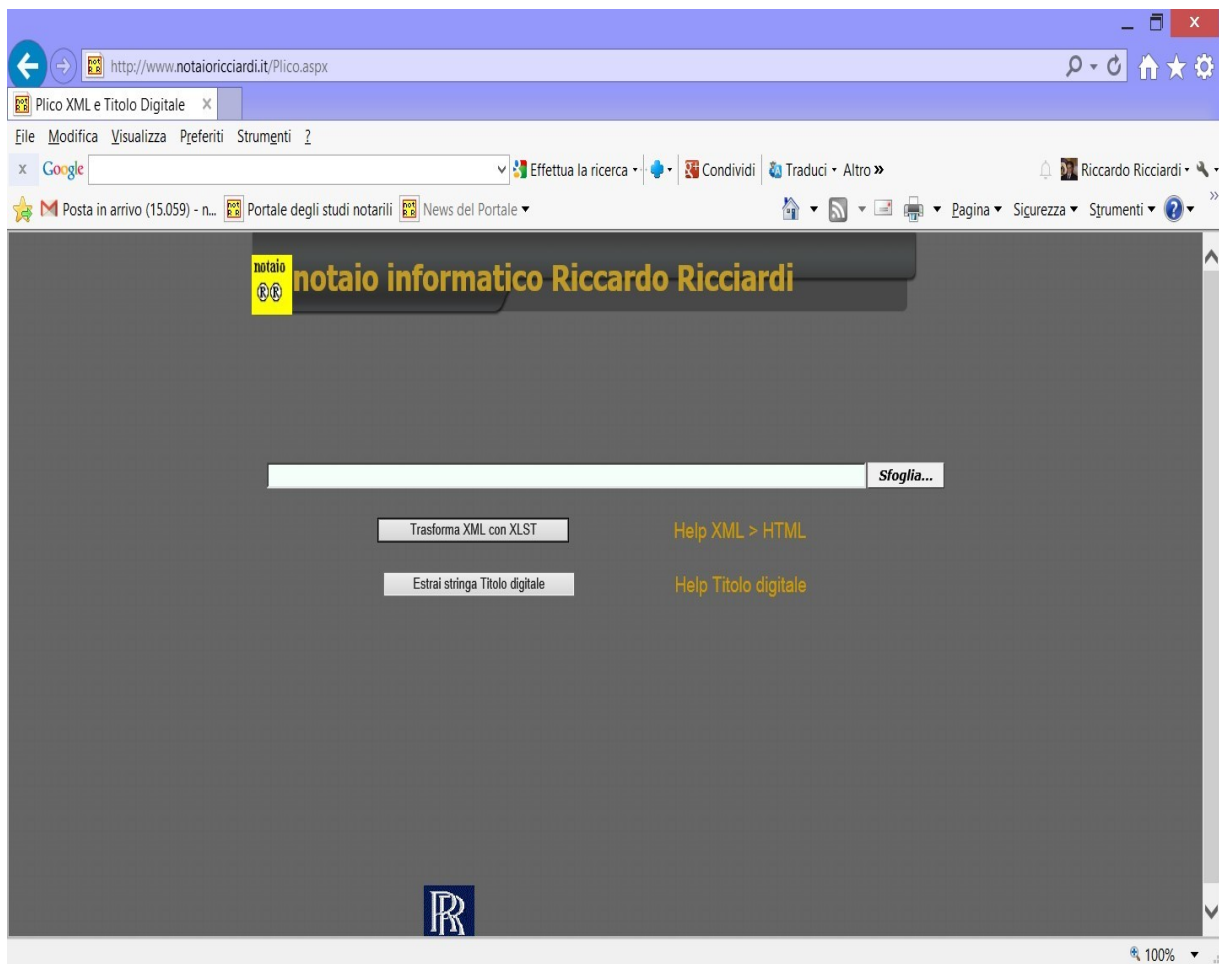 http://www.notaioricciardi.it/Plico.aspx
Plico XML e Titolo Digitale x
File Modifica Visualizza Preferiti Strumenti ?
x Google Effettua la ricerca Condividi Traduci Altro » Riccardo Ricciardi
Posta in arrivo (15.059) - n... Portale degli studi notarili News del Portale Pagina Sicurezza Strumenti »
notaio
®® notaio informatico Riccardo Ricciardi
Sfoglia...
Trasforma XML con XLST Help XML > HTML
Estrai stringa Titolo digitale Help Titolo digitale
RR
100%